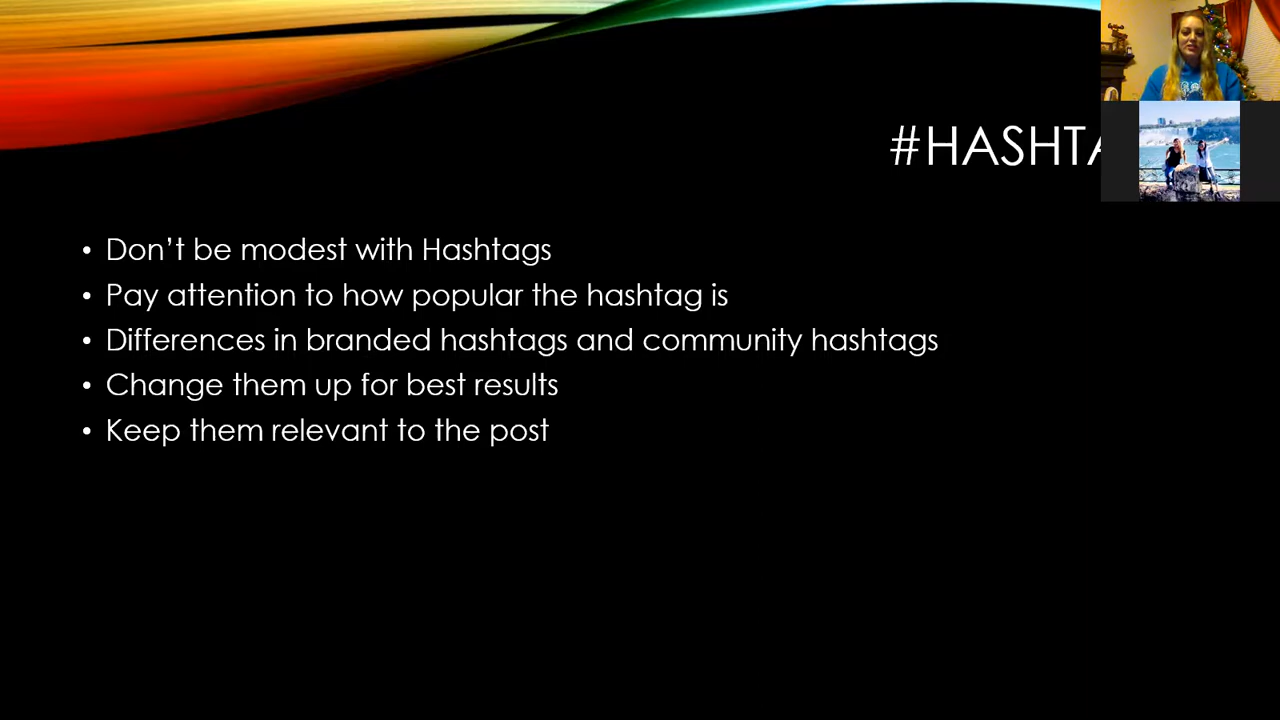 #HASHTA
• Don't be modest with Hashtags
• Pay attention to how popular the hashtag is
• Differences in branded hashtags and community hashtags
• Change them up for best results
• Keep them relevant to the post